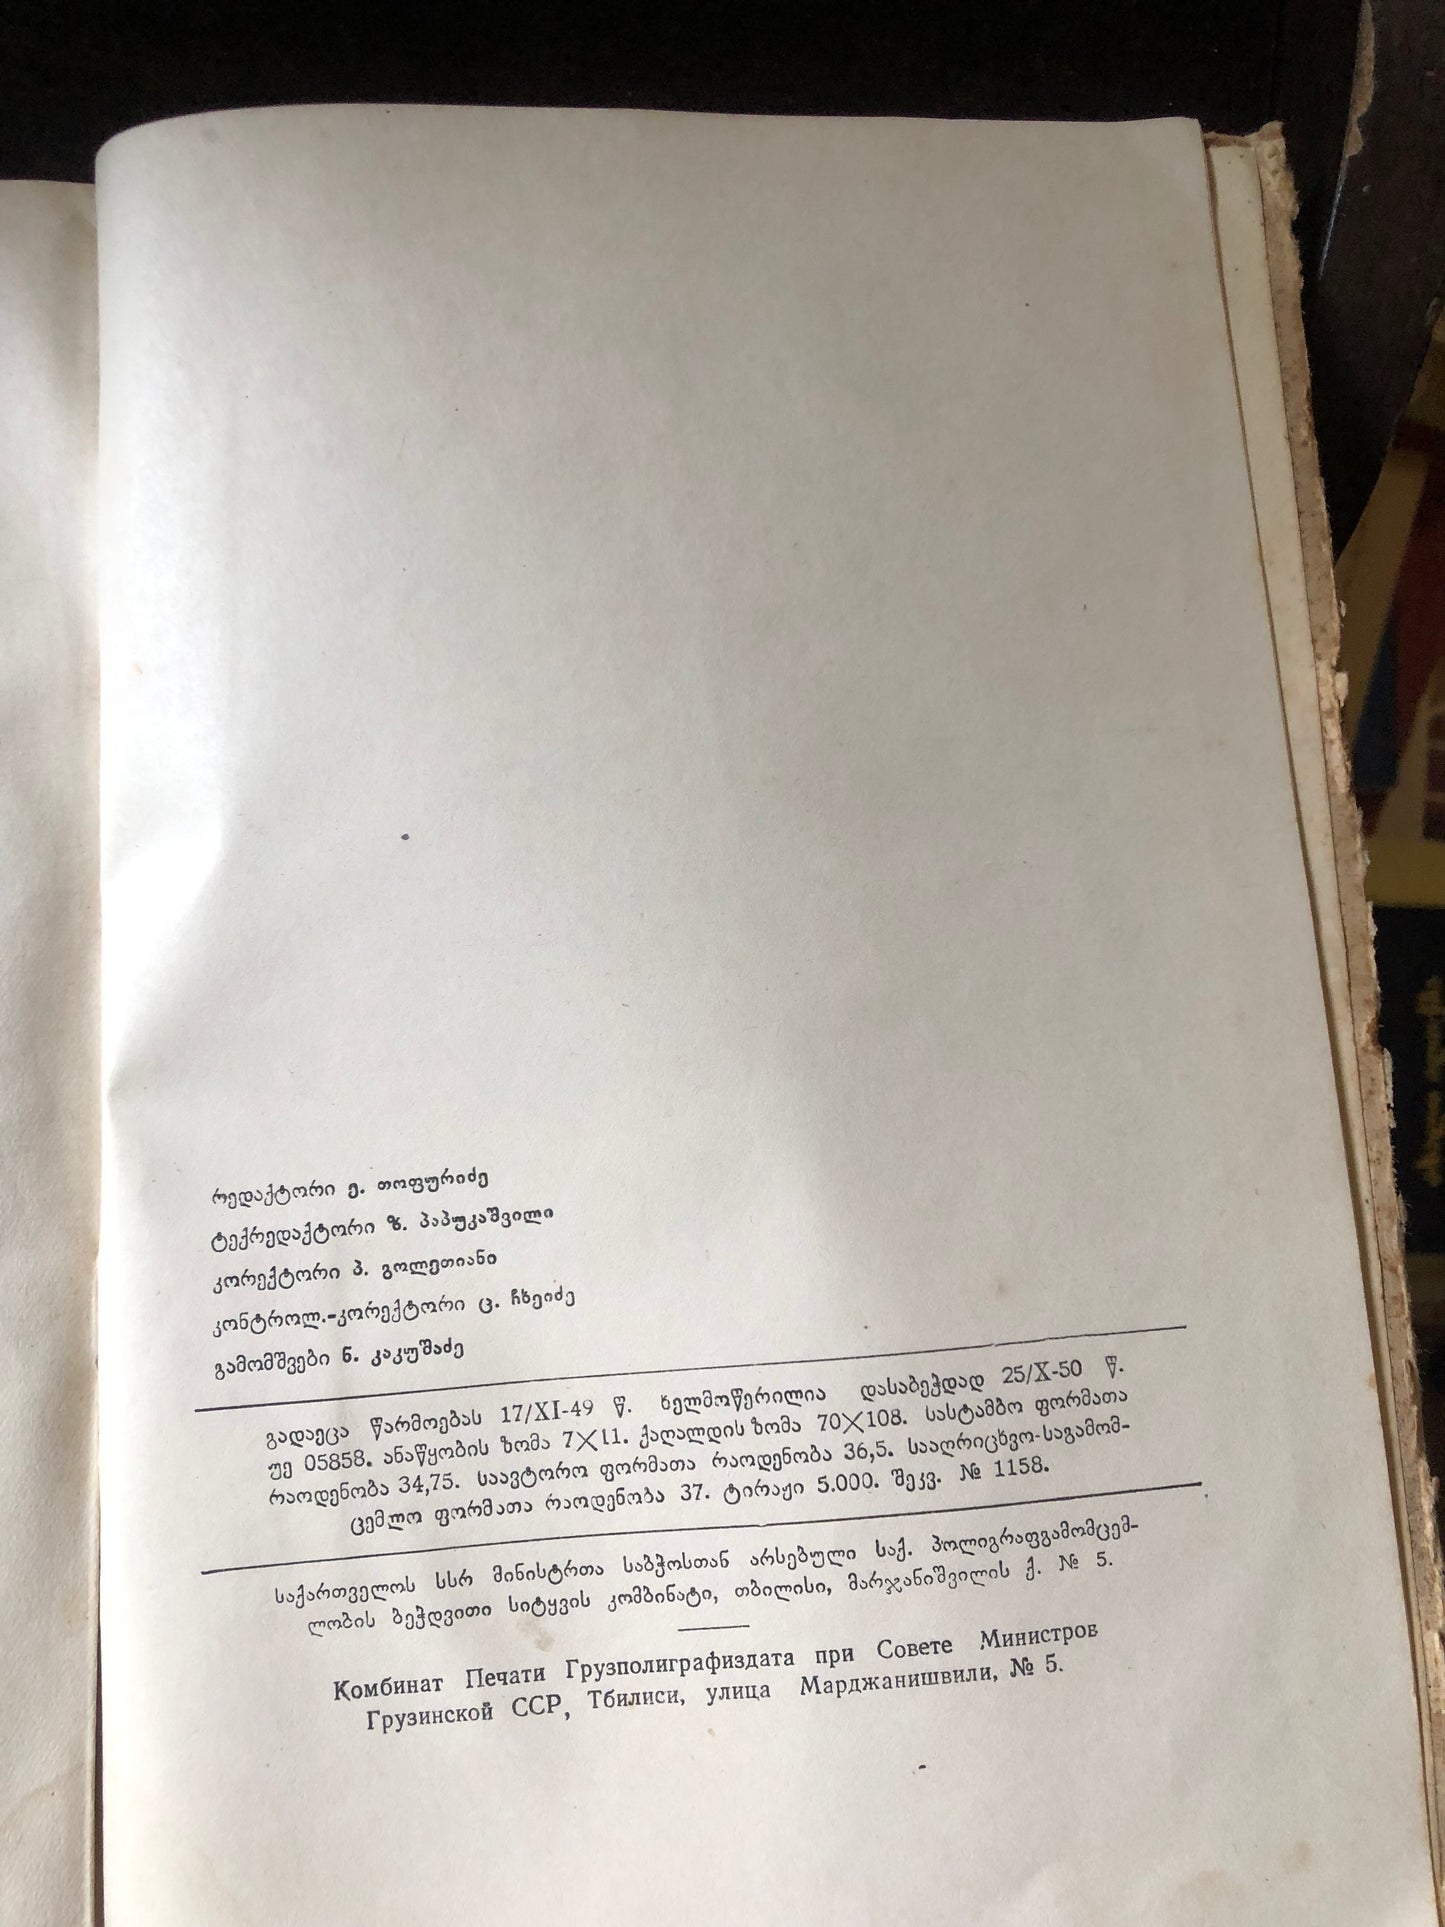 რედაქტორი ე. თოფურიძე
ტექრედაქტორი ზ. პაპუკაშვილი
კორექტორი პ. გოლეთიანი
კონტროლ.-კორექტორი ც. ჩხეიძე
გამომშვები ნ. კაკუშაძე
გადაეცა წარმოებას 17/XI-49 წ. ხელმოწერილია დასაბეჭდად 25/X-50 წ.
უე 05858. ანაწყობის ზომა 7×11. ქაღალდის ზომა 70×108. სასტამბო ფორმათა
რაოდენობა 34,75. საავტორო ფორმათა რაოდენობა 36,5. სააღრიცხვო-საგამომ-
ცემლო ფორმათა რაოდენობა 37. ტირაჟი 5.000. შეკვ. № 1158.
საქართველოს სსრ მინისტრთა საბჭოსთან არსებული საქ. პოლიგრაფგამომცემ-
ლობის ბეჭდვითი სიტყვის კომბინატი, თბილისი, მარჯანიშვილის ქ. № 5.
Комбинат Печати Грузполиграфиздата при Совете Министров
Грузинской ССР, Тбилиси, улица Марджанишвили, № 5.